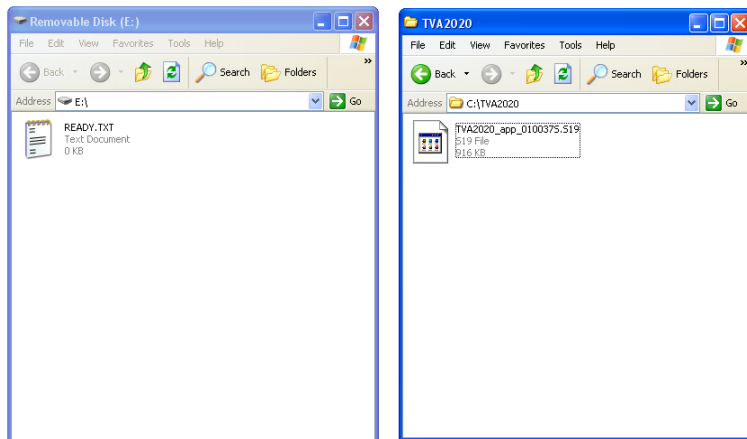 Removable Disk (E:)
File Edit View Favorites Tools Help
Back Search Folders »
Address E:\ Go
READY.TXT
Text Document
0 KB
TVA2020
File Edit View Favorites Tools Help
Back Search Folders »
Address C:\TVA2020 Go
TVA2020_app_0100375.S19
S19 File
916 KB